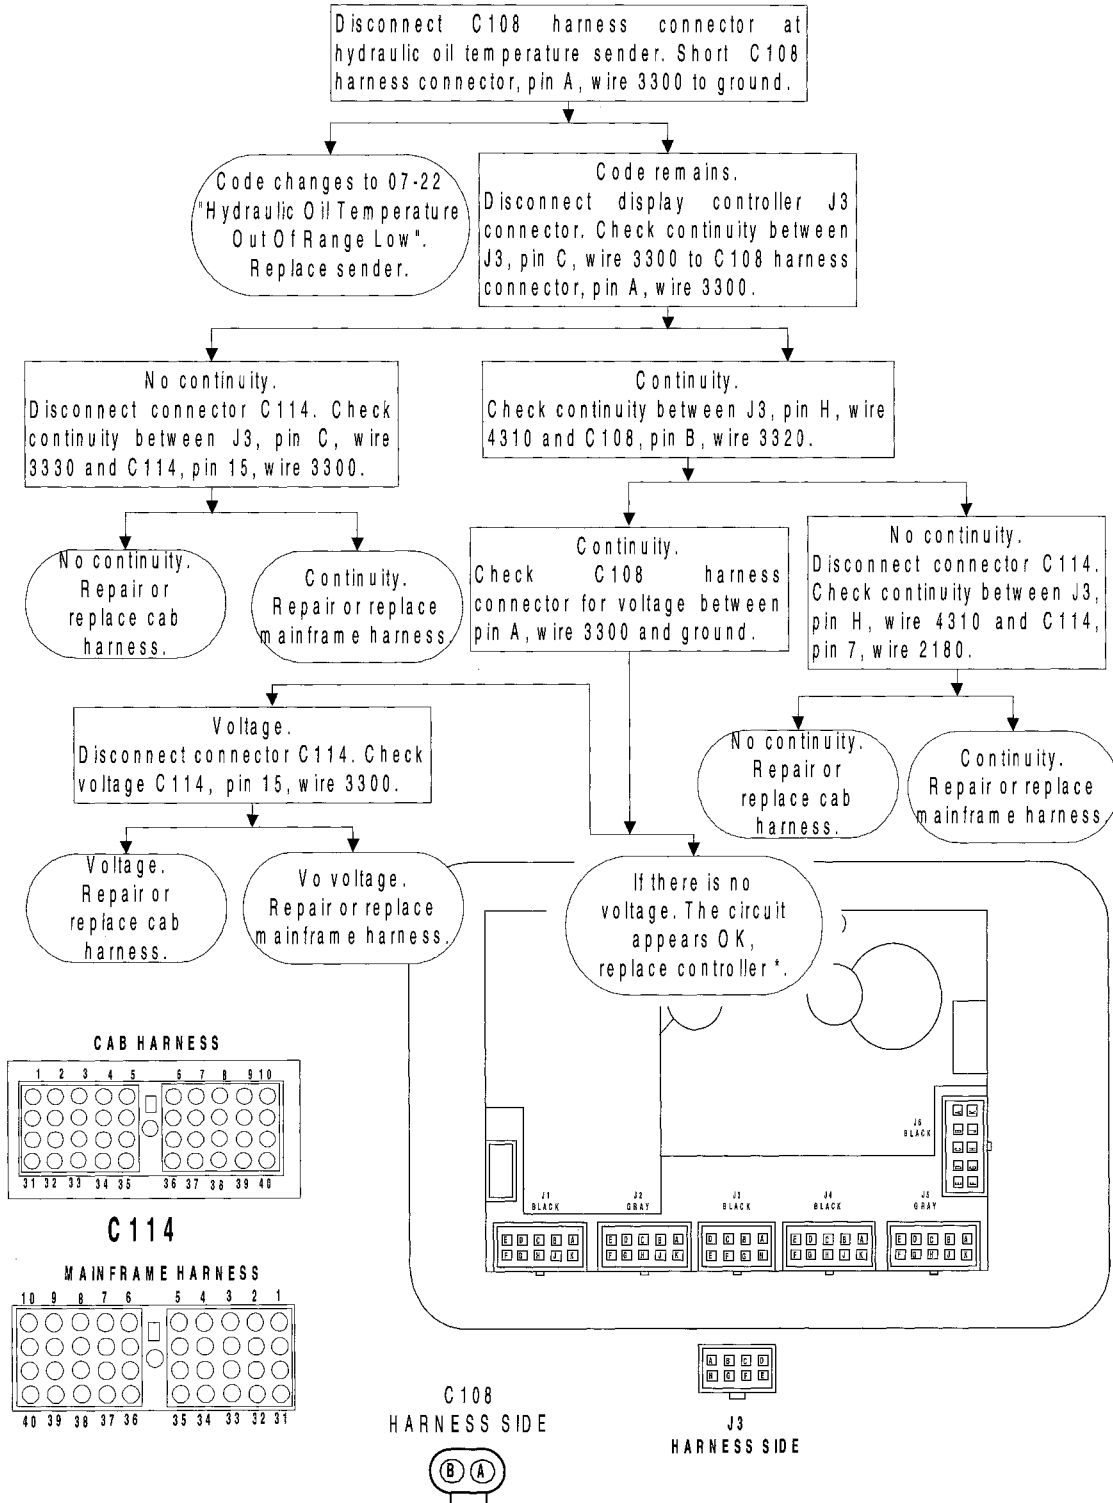 Disconnect C108 harness connector at
hydraulic oil temperature sender. Short C108
harness connector, pin A, wire 3300 to ground.
Code changes to 07-22
"Hydraulic Oil Temperature
Out Of Range Low".
Replace sender.
Code remains.
Disconnect display controller J3
connector. Check continuity between
J3, pin C, wire 3300 to C108 harness
connector, pin A, wire 3300.
No continuity.
Disconnect connector C114. Check
continuity between J3, pin C, wire
3330 and C114, pin 15, wire 3300.
Continuity.
Check continuity between J3, pin H, wire
4310 and C108, pin B, wire 3320.
No continuity.
Repair or
replace cab
harness.
Continuity.
Repair or replace
mainframe harness.
Continuity.
Check C108 harness
connector for voltage between
pin A, wire 3300 and ground.
No continuity.
Disconnect connector C114.
Check continuity between J3,
pin H, wire 4310 and C114,
pin 7, wire 2180.
Voltage.
Disconnect connector C114. Check
voltage C114, pin 15, wire 3300.
No continuity.
Repair or
replace cab
harness.
Continuity.
Repair or replace
mainframe harness.
Voltage.
Repair or
replace cab
harness.
Vo voltage.
Repair or replace
mainframe harness.
If there is no
voltage. The circuit
appears OK,
replace controller *.
CAB HARNESS
1 2 3 4 5 6 7 8 9 10
31 32 33 34 35 36 37 38 39 40
C114
MAINFRAME HARNESS
10 9 8 7 6 5 4 3 2 1
40 39 38 37 36 35 34 33 32 31
J6
BLACK
J1
BLACK
J2
GRAY
J3
BLACK
J4
BLACK
J5
GRAY
E D C B A
F G H J K
E D C B A
F G H J K
D C B A
E F G H
E D C B A
F G H J K
E D C B A
F G H J K
A B C D
H G F E
J3
HARNESS SIDE
C108
HARNESS SIDE
B A